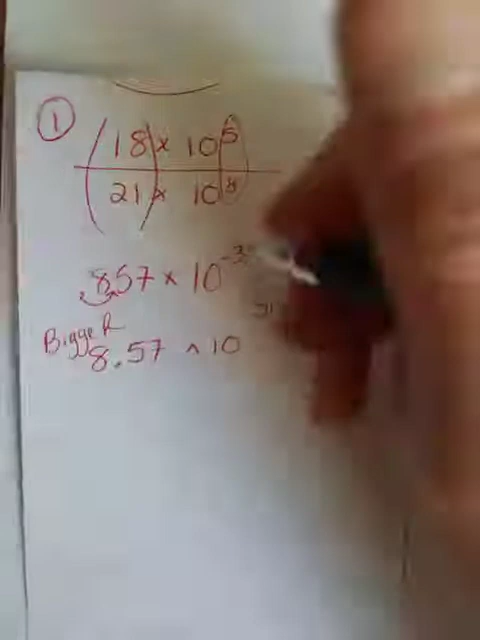 1
18 x 10^5
21 x 10^8
.857 x 10^-3
Bigger
8.57 x 10